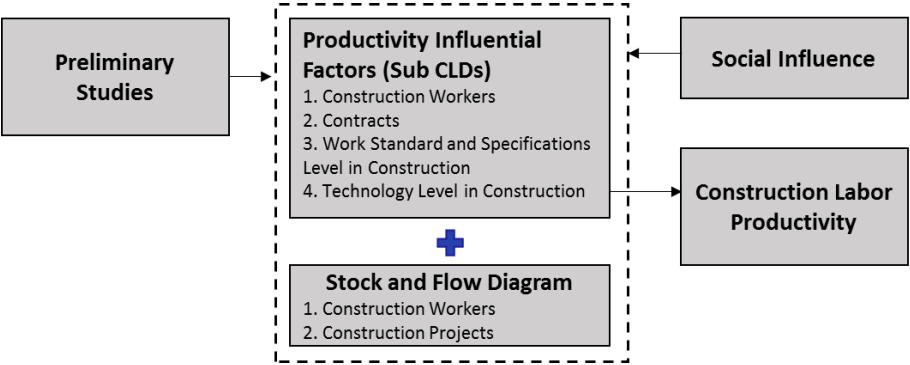 Preliminary
Studies
Productivity Influential
Factors (Sub CLDs)
1. Construction Workers
2. Contracts
3. Work Standard and Specifications
Level in Construction
4. Technology Level in Construction
Stock and Flow Diagram
1. Construction Workers
2. Construction Projects
Social Influence
Construction Labor
Productivity